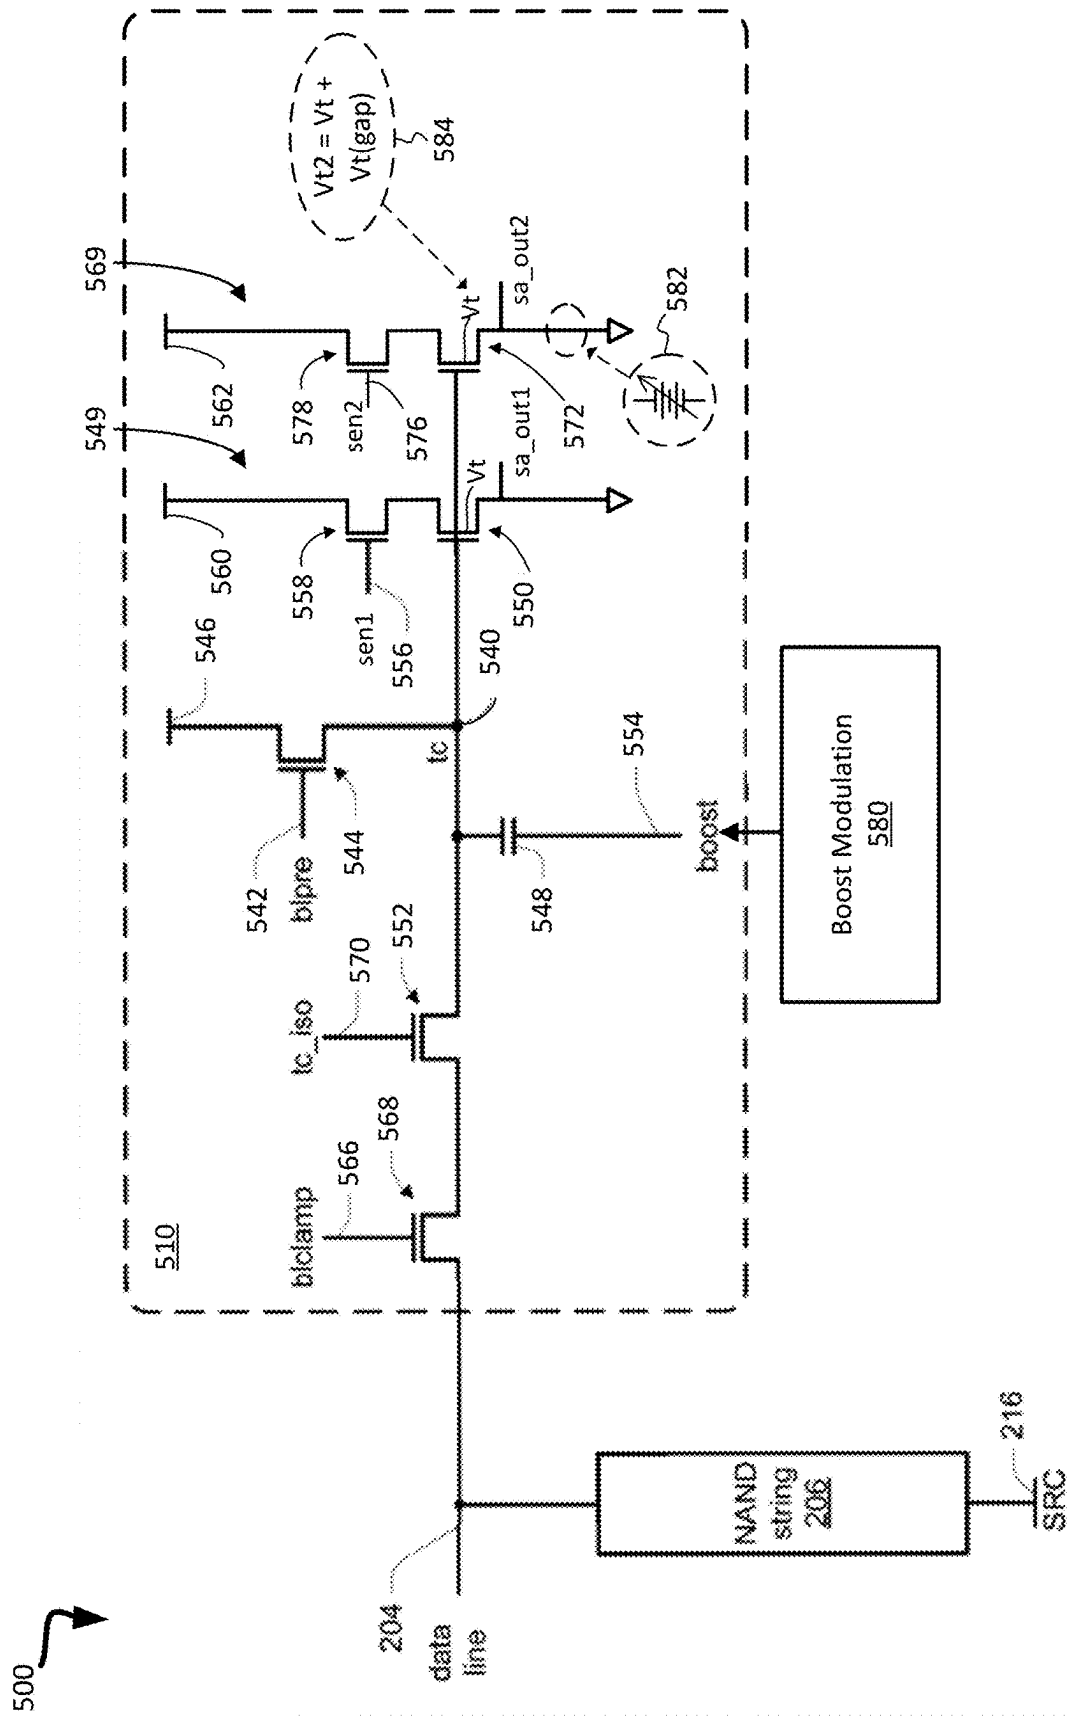 500
510
569
549
562
560
546
578
558
sen2
sen1
576
556
Vt2 = Vt +
Vt(gap)
584
Vt
Vt
sa_out2
sa_out1
572
550
582
540
tc
blpre
542
544
548
554
boost
Boost Modulation
580
tc_iso
570
552
blclamp
566
568
204
data
line
NAND
string
206
216
SRC